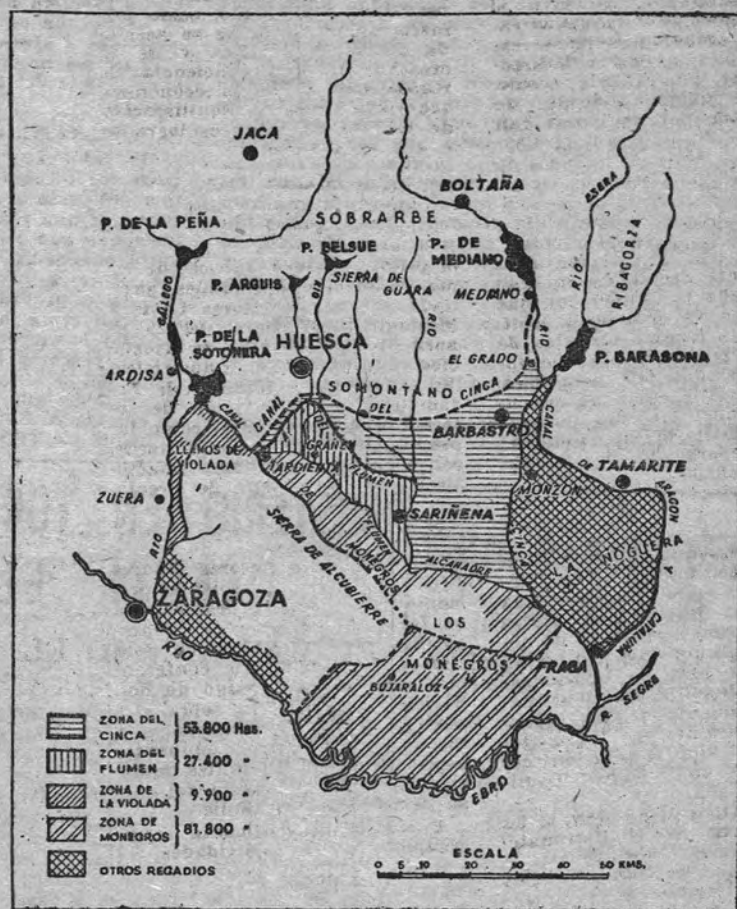 JACA
BOLTAÑA
ESERA
RIO
RIBAGORZA
SOBRARBE
P. DE LA PEÑA
P. BELSUE
P. DE
MEDIANO
P. ARGUIS
RIO
SIERRA DE
GUARA
RIO
MEDIANO
RIO
GALLEGO
P. DE LA
SOTONERA
HUESCA
EL GRADO
P. BARASONA
ARDISA
SOMONTANO
CANAL
DEL
CINCA
BARBASTRO
CANAL
DE
ARAGON
Y
CATALUÑA
TAMARITE
LLANOS DE
VIOLADA
CANAL
DE
MONEGROS
GRAÑEN
TARDIENTA
FLUMEN
FLUMEN
MONZON
ZUERA
SARIÑENA
CINCA
LA NOGUERA
SIERRA DE ALCUBIERRE
ALCANADRE
RIO
ZARAGOZA
RIO
LOS
MONEGROS
FRAGA
BUJARALOZ
R. SEGRE
EBRO
ZONA DEL
CINCA 53.800 Has.
ZONA DEL
FLUMEN 27.400 "
ZONA DE
LA VIOLADA 9.900 "
ZONA DE
MONEGROS 81.800 "
OTROS REGADIOS
ESCALA
0 5 10 20 30 40 50 KMS.